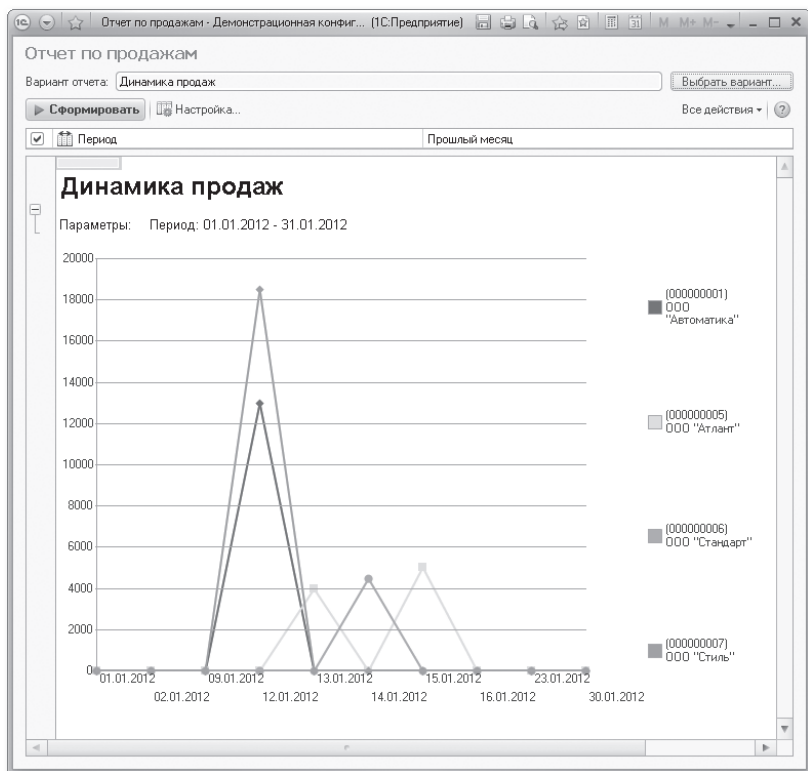 Отчет по продажам - Демонстрационная конфиг... (1С:Предприятие)
M M+ M-
Отчет по продажам
Вариант отчета: Динамика продаж
Выбрать вариант...
Сформировать
Настройка...
Все действия
Период
Прошлый месяц
Динамика продаж
Параметры: Период: 01.01.2012 - 31.01.2012
20000
18000
16000
14000
12000
10000
8000
6000
4000
2000
0
01.01.2012 09.01.2012 13.01.2012 15.01.2012 23.01.2012
02.01.2012 12.01.2012 14.01.2012 16.01.2012 30.01.2012
(000000001)
ООО
"Автоматика"
(000000005)
ООО "Атлант"
(000000006)
ООО "Стандарт"
(000000007)
ООО "Стиль"